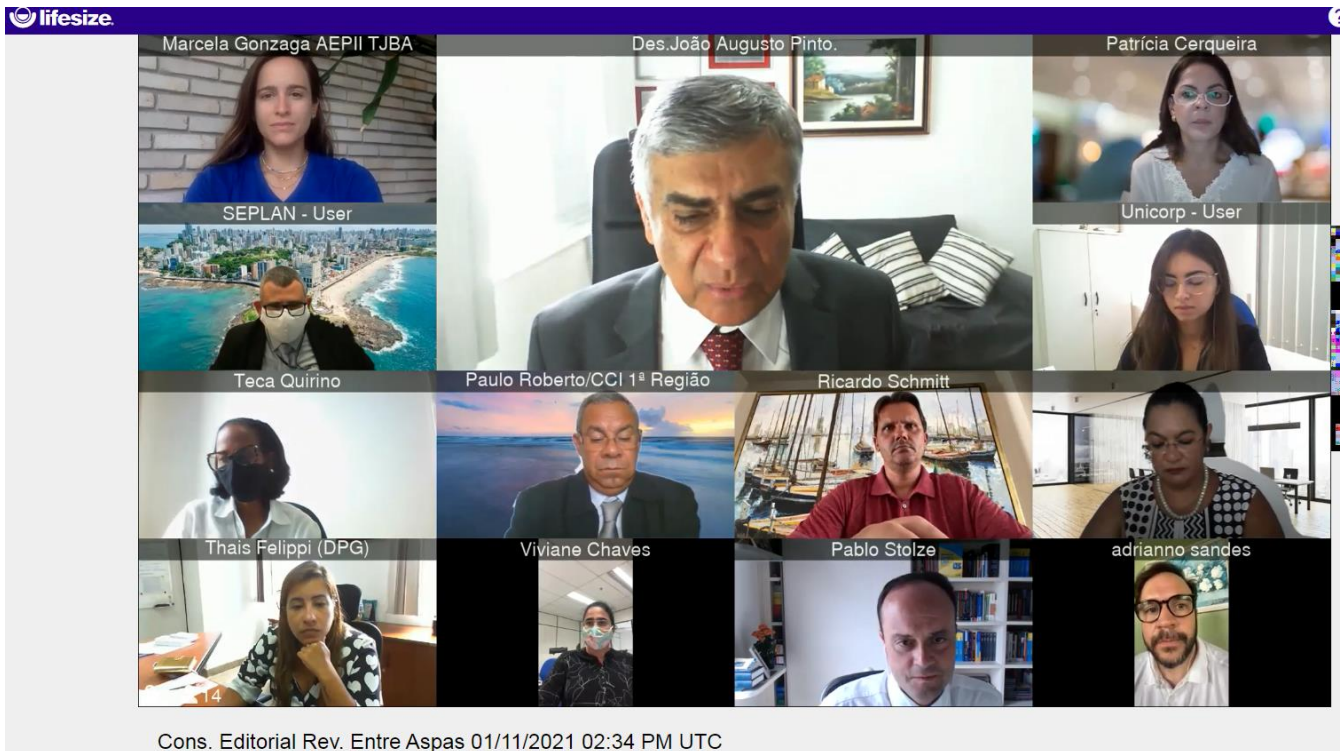 lifesize.
?
Marcela Gonzaga AEPII TJBA
Des.João Augusto Pinto.
Patrícia Cerqueira
SEPLAN - User
Unicorp - User
Teca Quirino
Paulo Roberto/CCI 1ª Região
Ricardo Schmitt
Thais Felippi (DPG)
Viviane Chaves
Pablo Stolze
adrianno sandes
14
Cons. Editorial Rev. Entre Aspas 01/11/2021 02:34 PM UTC